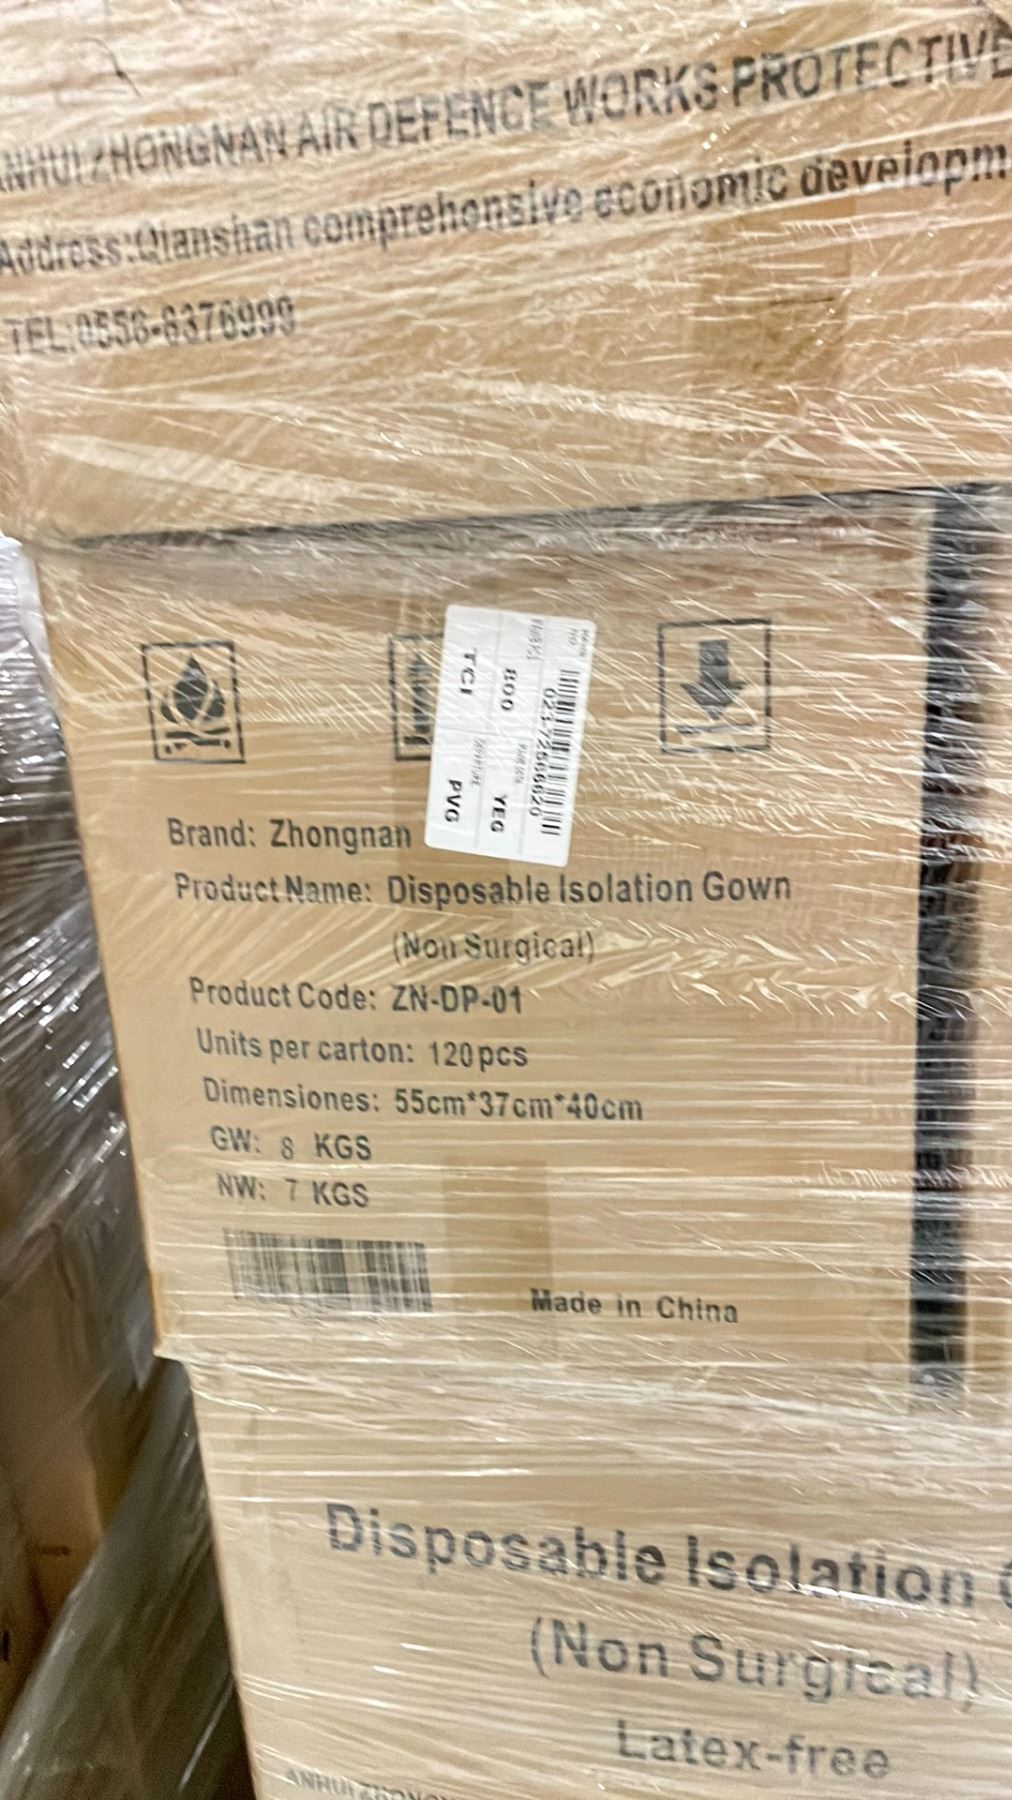 ANHUI ZHONGNAN AIR DEFENCE WORKS PROTECTIVE
Address:Qianshan comprehensive economic developm
TEL:0556-8376999
800
YEG
TCI
PVG
Brand: Zhongnan
Product Name: Disposable Isolation Gown
(Non Surgical)
Product Code: ZN-DP-01
Units per carton: 120pcs
Dimensiones: 55cm*37cm*40cm
GW: 8 KGS
NW: 7 KGS
Made in China
Disposable Isolation
(Non Surgical)
Latex-free